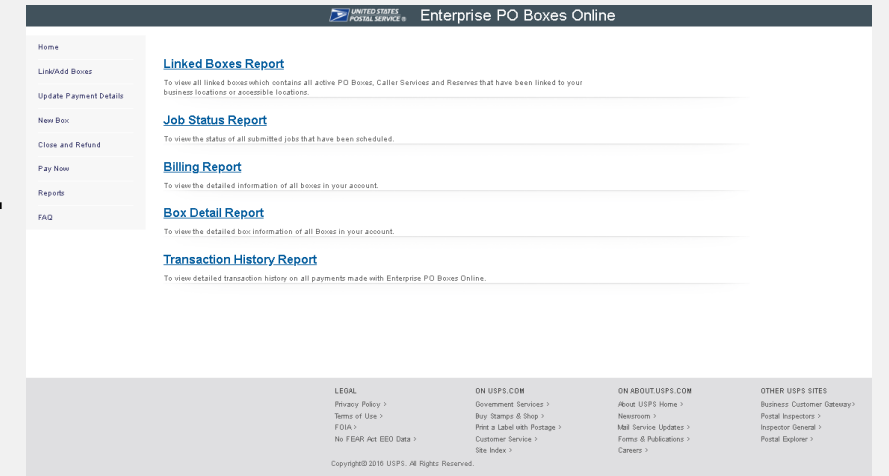 UNITED STATES
POSTAL SERVICE ®
Enterprise PO Boxes Online
Home
Link/Add Boxes
Update Payment Details
New Box
Close and Refund
Pay Now
Reports
FAQ
Linked Boxes Report
To view all linked boxes which contains all active PO Boxes, Caller Services and Reserves that have been linked to your
business locations or accessible locations.
Job Status Report
To view the status of all submitted jobs that have been scheduled.
Billing Report
To view the detailed information of all boxes in your account.
Box Detail Report
To view the detailed box information of all Boxes in your account.
Transaction History Report
To view detailed transaction history on all payments made with Enterprise PO Boxes Online.
LEGAL
Privacy Policy >
Terms of Use >
FOIA >
No FEAR Act EEO Data >
ON USPS.COM
Government Services >
Buy Stamps & Shop >
Print a Label with Postage >
Customer Service >
Site Index >
ON ABOUT.USPS.COM
About USPS Home >
Newsroom >
Mail Service Updates >
Forms & Publications >
Careers >
OTHER USPS SITES
Business Customer Gateway >
Postal Inspectors >
Inspector General >
Postal Explorer >
Copyright© 2016 USPS. All Rights Reserved.